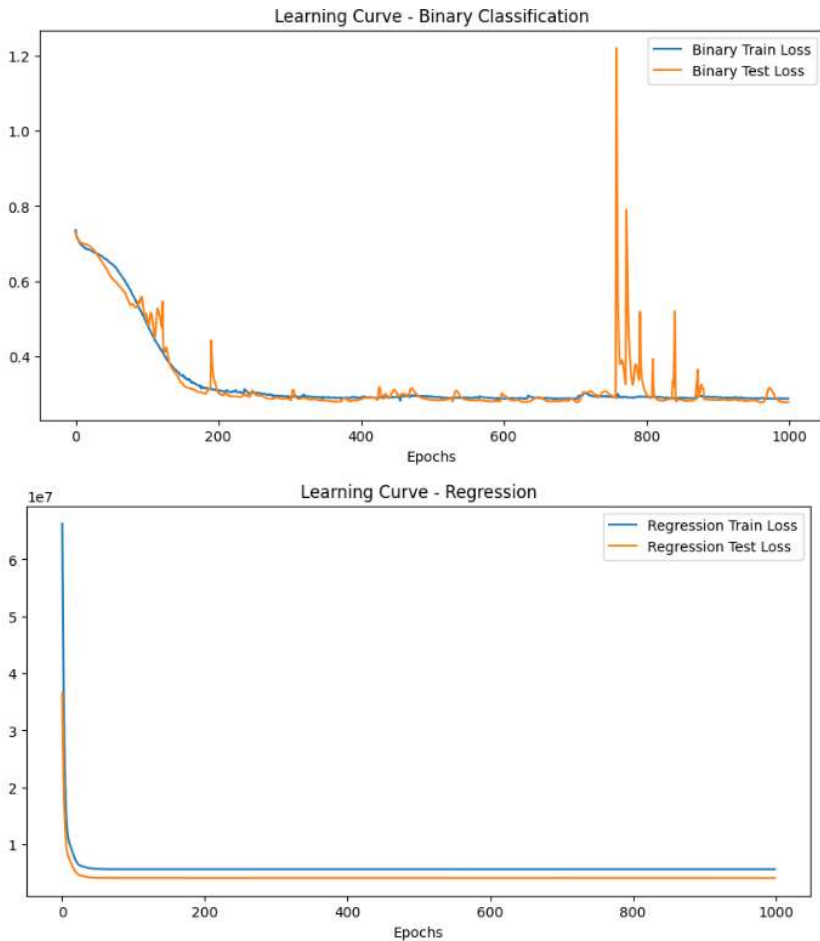 Learning Curve - Binary Classification
Binary Train Loss
Binary Test Loss
1.2
1.0
0.8
0.6
0.4
0 200 400 600 800 1000
Epochs
Learning Curve - Regression
1e7
Regression Train Loss
Regression Test Loss
6
5
4
3
2
1
0 200 400 600 800 1000
Epochs